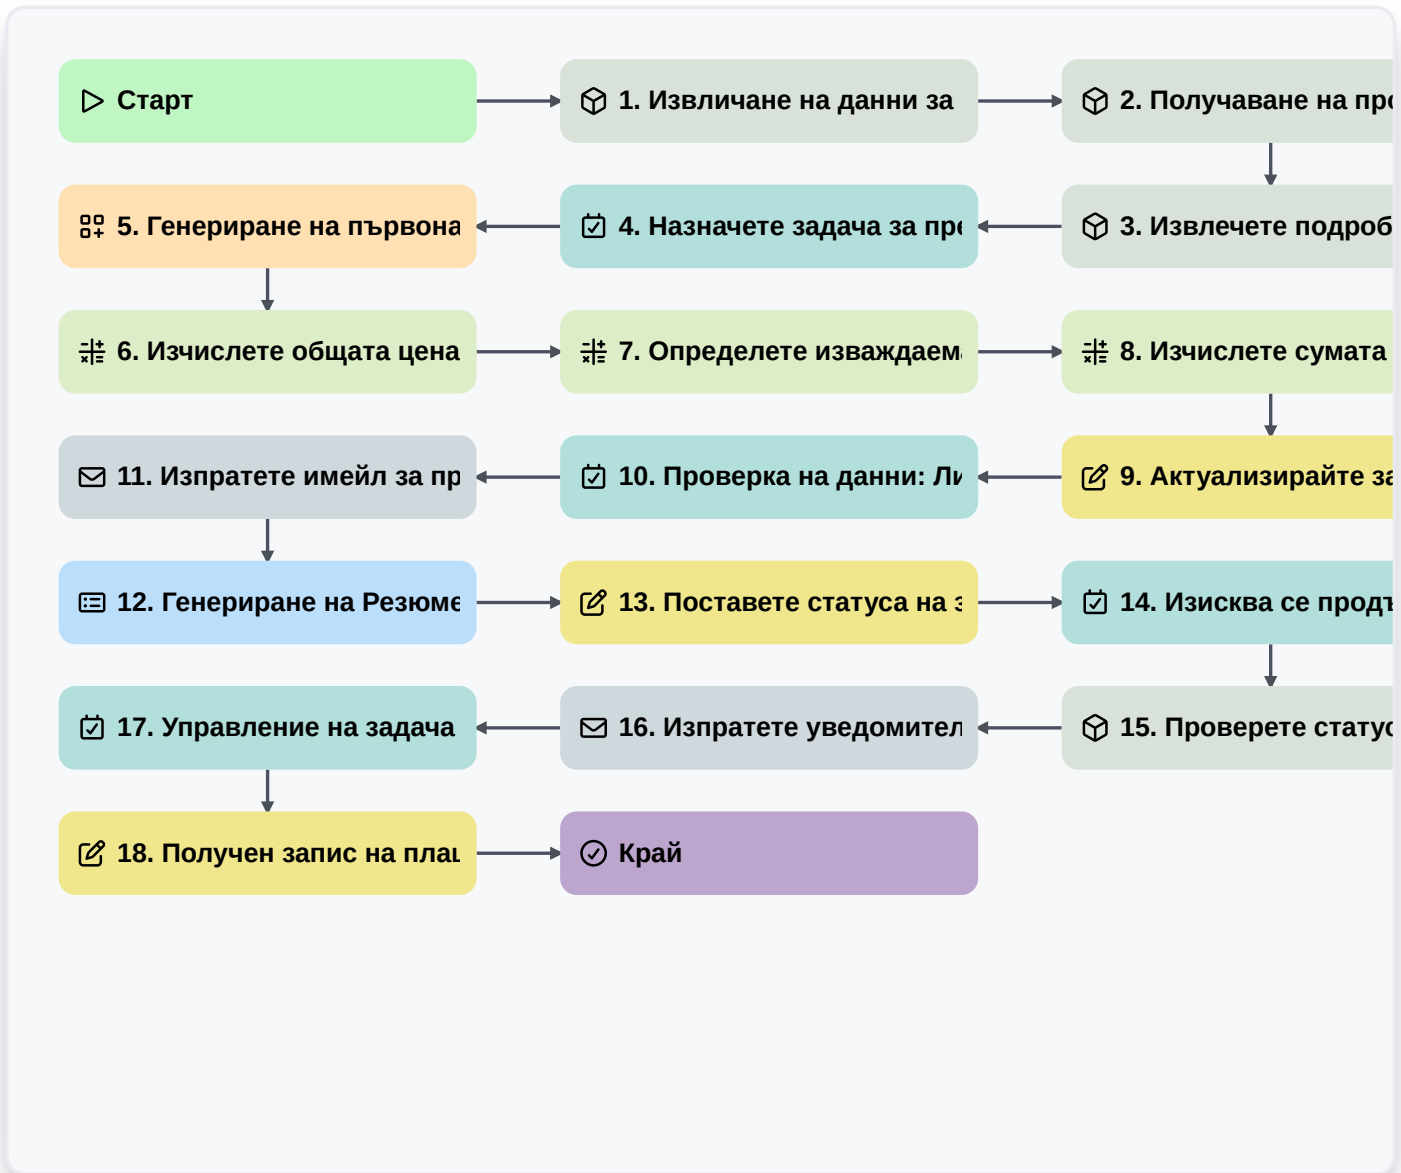 Старт
1. Извличане на данни за
2. Получаване на про
3. Извлечете подроб
4. Назначете задача за пре
5. Генериране на първона
6. Изчислете общата цена
7. Определете изваждаем
8. Изчислете сумата
9. Актуализирайте за
10. Проверка на данни: Ли
11. Изпратете имейл за пр
12. Генериране на Резюме
13. Поставете статуса на з
14. Изисква се продъ
15. Проверете статус
16. Изпратете уведомител
17. Управление на задача
18. Получен запис на плащ
Край